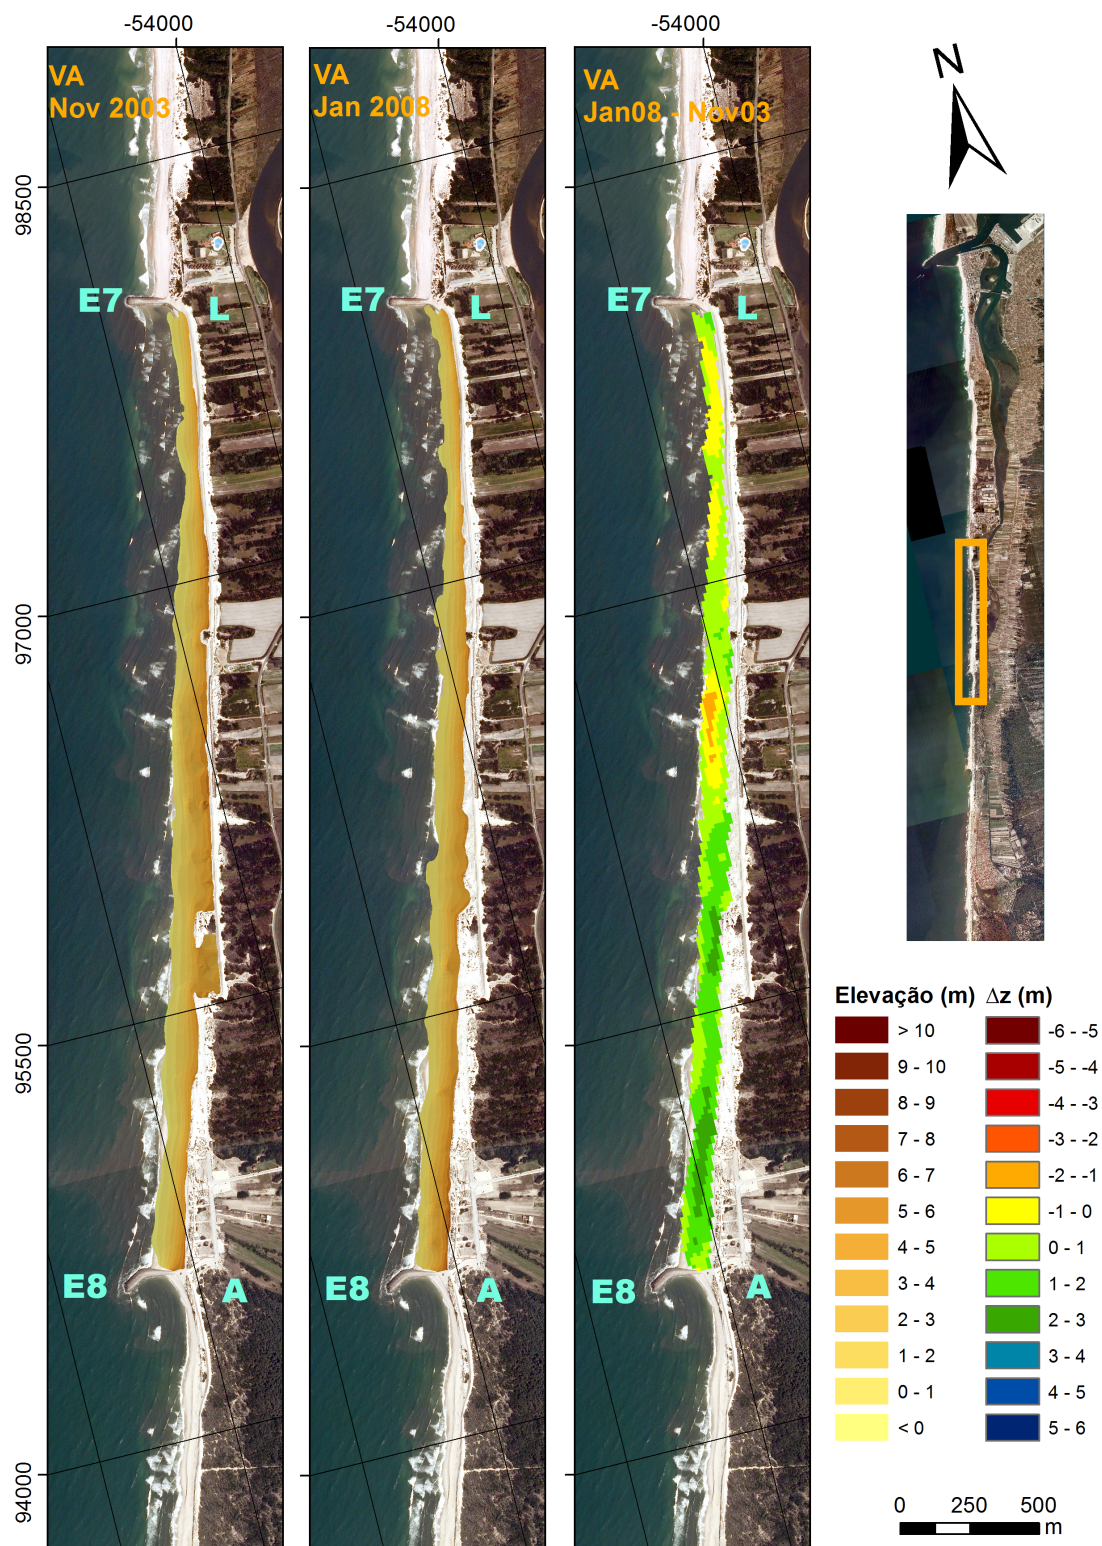 -54000
-54000
-54000
VA
Nov 2003
VA
Jan 2008
VA
Jan08 - Nov03
N
98500
97000
95500
94000
E7
L
E7
L
E7
L
E8
A
E8
A
E8
A
Elevação (m)
> 10
9 - 10
8 - 9
7 - 8
6 - 7
5 - 6
4 - 5
3 - 4
2 - 3
1 - 2
0 - 1
< 0
Δz (m)
-6 - -5
-5 - -4
-4 - -3
-3 - -2
-2 - -1
-1 - 0
0 - 1
1 - 2
2 - 3
3 - 4
4 - 5
5 - 6
0 250 500
m